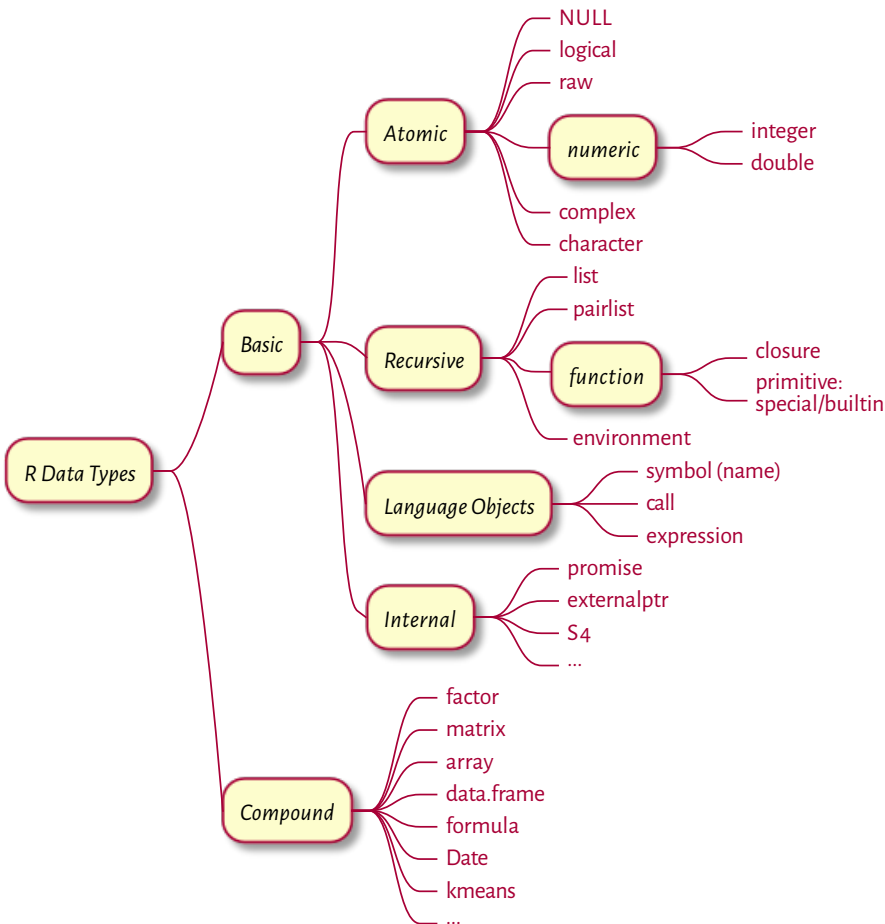 NULL
logical
raw
Atomic
numeric
integer
double
complex
character
list
pairlist
Basic
Recursive
function
closure
primitive:
special/builtin
environment
R Data Types
Language Objects
symbol (name)
call
expression
Internal
promise
externalptr
S4
...
Compound
factor
matrix
array
data.frame
formula
Date
kmeans
...